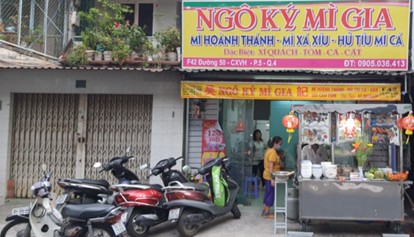 NGÔ KÝ MÌ GIA
MÌ HOÀNH THÁNH - MÌ XÁ XÍU - HỦ TIU MÌ CÁ
Đặc Biệt: XÍ QUÁCH - TÔM - CÁ - CẬT
F42 Đường 50 - CXVH - P.5 - Q.4 ĐT: 0905.036.413
NGÔ KÝ MÌ GIA